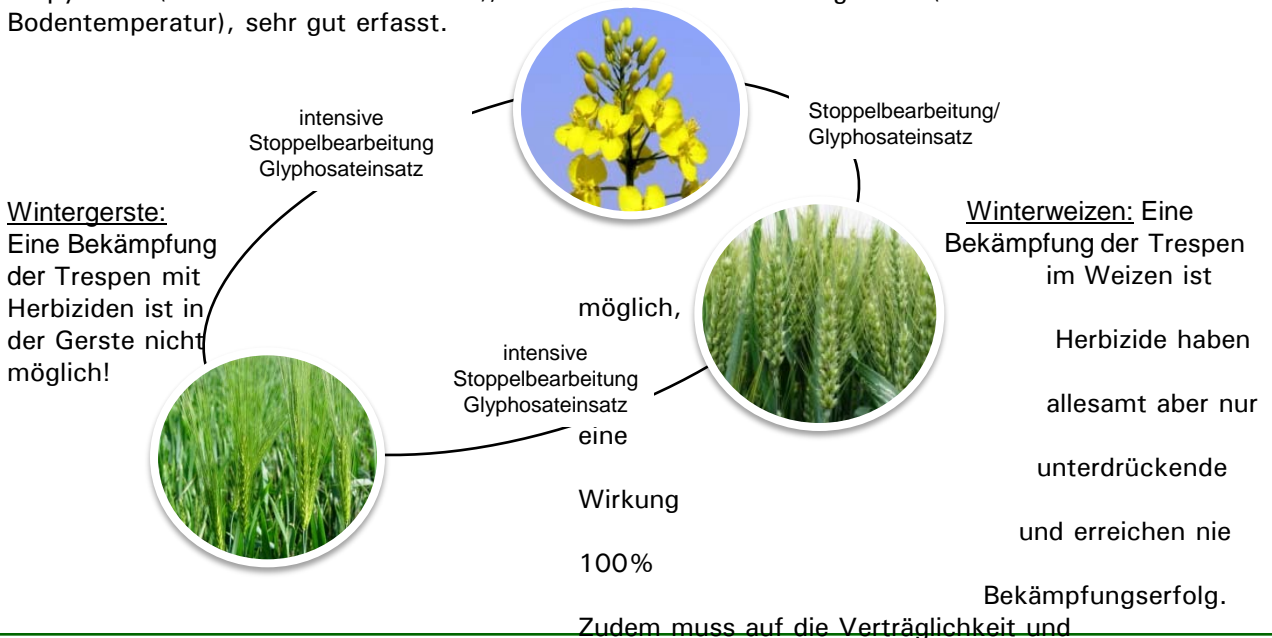 Bodentemperatur), sehr gut erfasst.
intensive
Stoppelbearbeitung
Glyphosateinsatz
Stoppelbearbeitung/
Glyphosateinsatz
Wintergerste:
Eine Bekämpfung
der Trespen mit
Herbiziden ist in
der Gerste nicht
möglich!
intensive
Stoppelbearbeitung
Glyphosateinsatz
Winterweizen: Eine
Bekämpfung der Trespen
im Weizen ist
möglich,
Herbizide haben
allesamt aber nur
eine
unterdrückende
Wirkung
und erreichen nie
100%
Bekämpfungserfolg.
Zudem muss auf die Verträglichkeit und